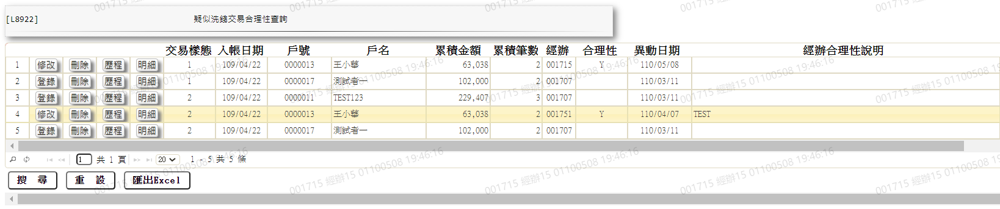 [L8922] 疑似洗錢交易合理性查詢
交易樣態 入帳日期 戶號 戶名 累積金額 累積筆數 經辦 合理性 異動日期 經辦合理性說明
1 修改 刪除 歷程 明細 1 109/04/22 0000013 王小華 63,038 2 001715 Y 110/05/08
2 登錄 刪除 歷程 明細 1 109/04/22 0000017 測試者一 102,000 2 001707 110/03/11
3 登錄 刪除 歷程 明細 2 109/04/22 0000011 TEST123 229,407 3 001707 110/03/11
4 修改 刪除 歷程 明細 2 109/04/22 0000013 王小華 63,038 2 001751 Y 110/04/07 TEST
5 登錄 刪除 歷程 明細 2 109/04/22 0000017 測試者一 102,000 2 001707 110/03/11
1 共 1 頁 20 1 - 5 共 5 條
搜 尋 重 設 匯出Excel
001715 經辦15 01100508 19:46:16